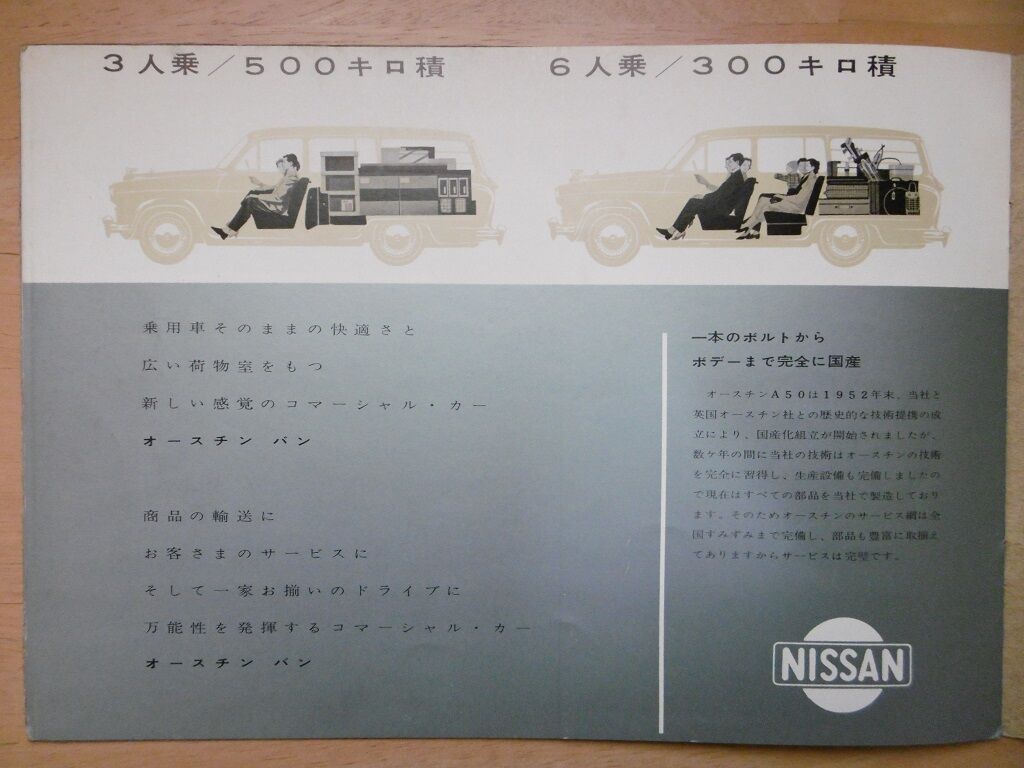 3人乗／500キロ積
6人乗／300キロ積
乗用車そのままの快適さと
広い荷物室をもつ
新しい感覚のコマーシャル・カー
オースチン バン
商品の輸送に
お客さまのサービスに
そして一家お揃いのドライブに
万能性を発揮するコマーシャル・カー
オースチン バン
一本のボルトから
ボデーまで完全に国産
オースチンA50は1952年末、当社と
英国オースチン社との歴史的な技術提携の成
立により、国産化組立が開始されましたが、
数ケ年の間に当社の技術はオースチンの技術
を完全に習得し、生産設備も完備しましたの
で現在はすべての部品を当社で製造しており
ます。そのためオースチンのサービス網は全
国すみずみまで完備し、部品も豊富に取揃え
てありますからサービスは完璧です。
NISSAN